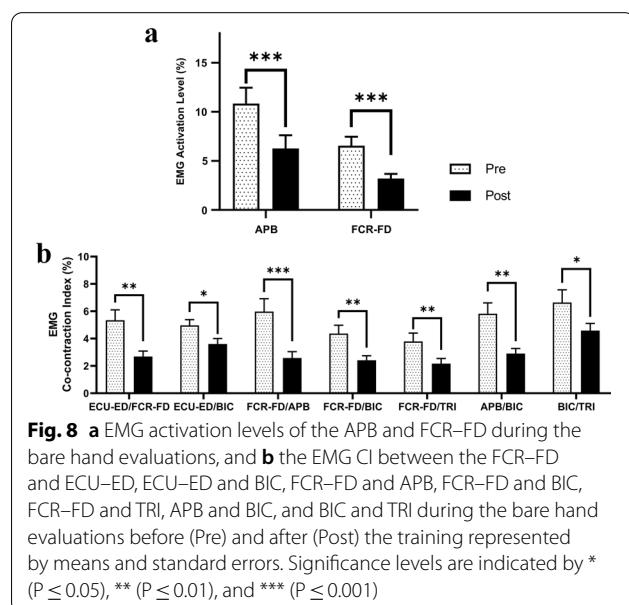 a
EMG Activation Level (%)
15
10
5
0
***
***
APB
FCR-FD
Pre
Post
b
EMG
Co-contraction Index (%)
10
8
6
4
2
0
**
*
***
**
**
**
*
ECU-ED/FCR-FD ECU-ED/BIC FCR-FD/APB FCR-FD/BIC FCR-FD/TRI APB/BIC BIC/TRI
Fig. 8 a EMG activation levels of the APB and FCR–FD during the
bare hand evaluations, and b the EMG CI between the FCR–FD
and ECU–ED, ECU–ED and BIC, FCR–FD and APB, FCR–FD and BIC,
FCR–FD and TRI, APB and BIC, and BIC and TRI during the bare hand
evaluations before (Pre) and after (Post) the training represented
by means and standard errors. Significance levels are indicated by *
(P ≤ 0.05), ** (P ≤ 0.01), and *** (P ≤ 0.001)